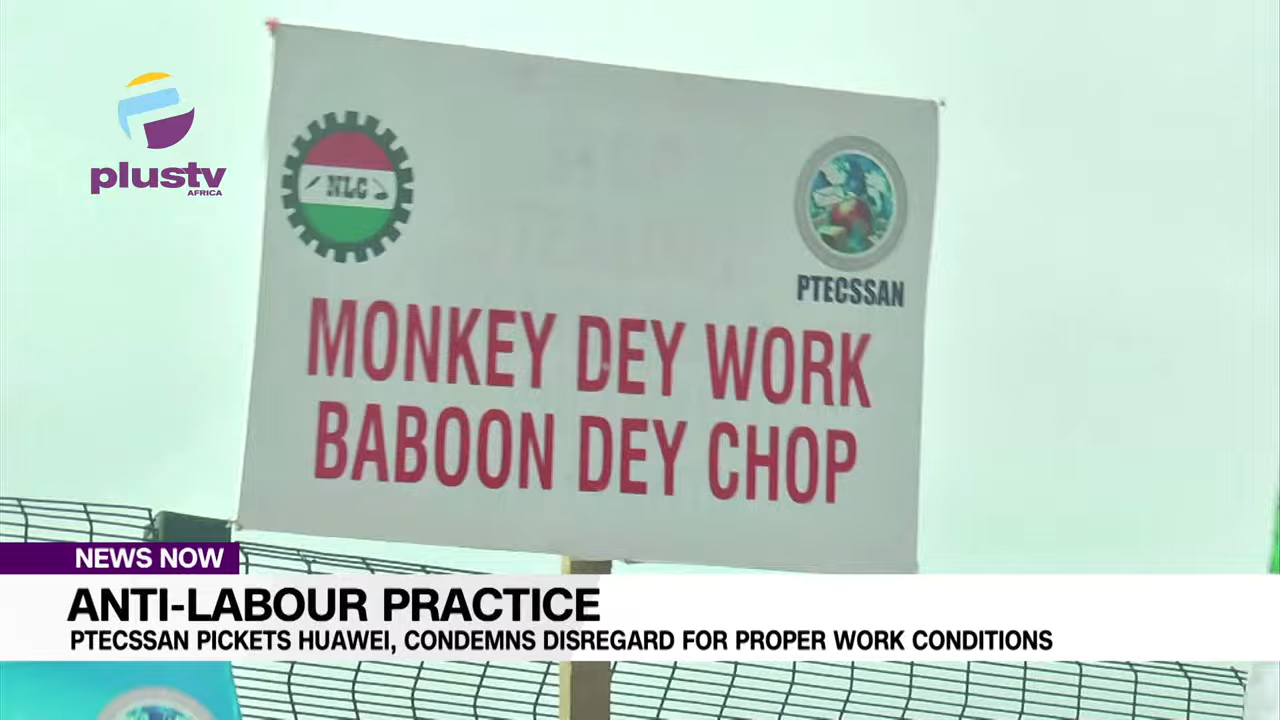 plustv
AFRICA
NLC
PTECSSAN
MONKEY DEY WORK
BABOON DEY CHOP
NEWS NOW
ANTI-LABOUR PRACTICE
PTECSSAN PICKETS HUAWEI, CONDEMNS DISREGARD FOR PROPER WORK CONDITIONS